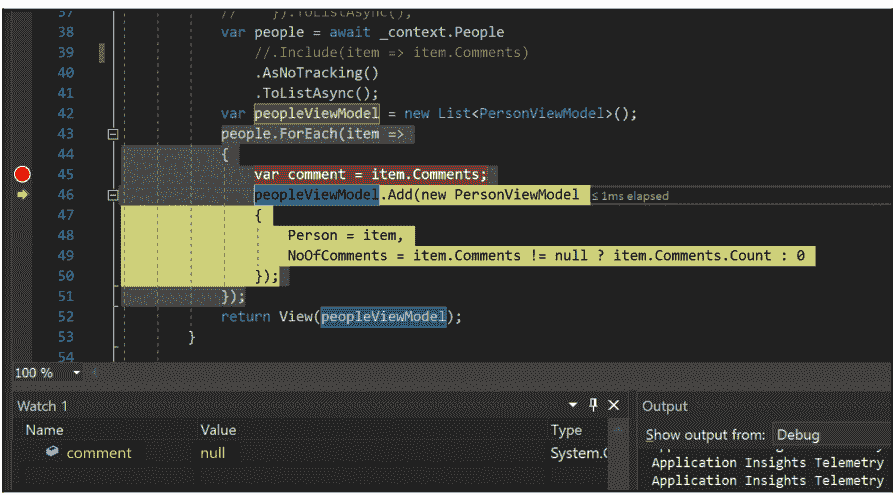 37 // }).ToListAsync();
38 var people = await _context.People
39 //.Include(item => item.Comments)
40 .AsNoTracking()
41 .ToListAsync();
42 var peopleViewModel = new List<PersonViewModel>();
43 people.ForEach(item =>
44 {
45 var comment = item.Comments;
46 peopleViewModel.Add(new PersonViewModel ≤ 1ms elapsed
47 {
48 Person = item,
49 NoOfComments = item.Comments != null ? item.Comments.Count : 0
50 });
51 });
52 return View(peopleViewModel);
53 }
54
100 %
Watch 1
Name Value Type
comment null System.C
Output
Show output from: Debug
Application Insights Telemetry
Application Insights Telemetry